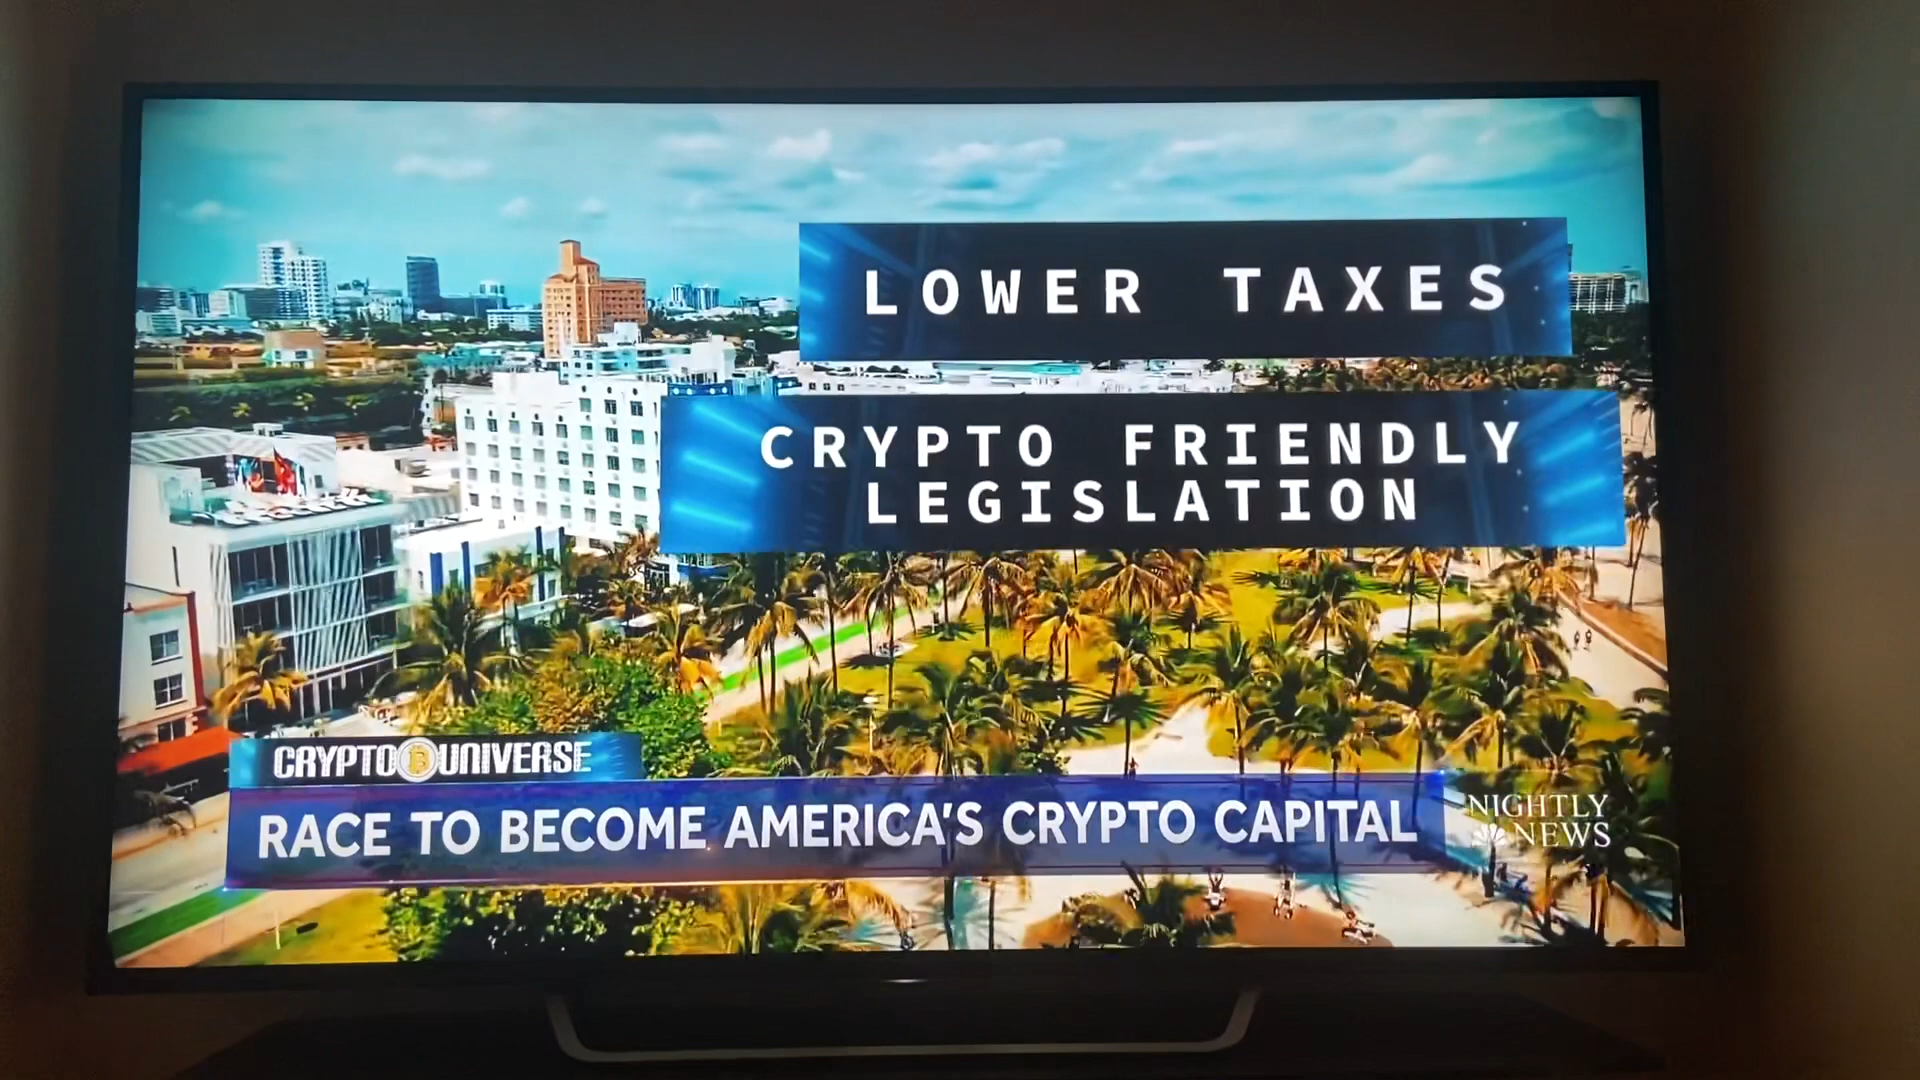 LOWER TAXES
CRYPTO FRIENDLY
LEGISLATION
CRYPTO UNIVERSE
RACE TO BECOME AMERICA'S CRYPTO CAPITAL
NIGHTLY
NEWS